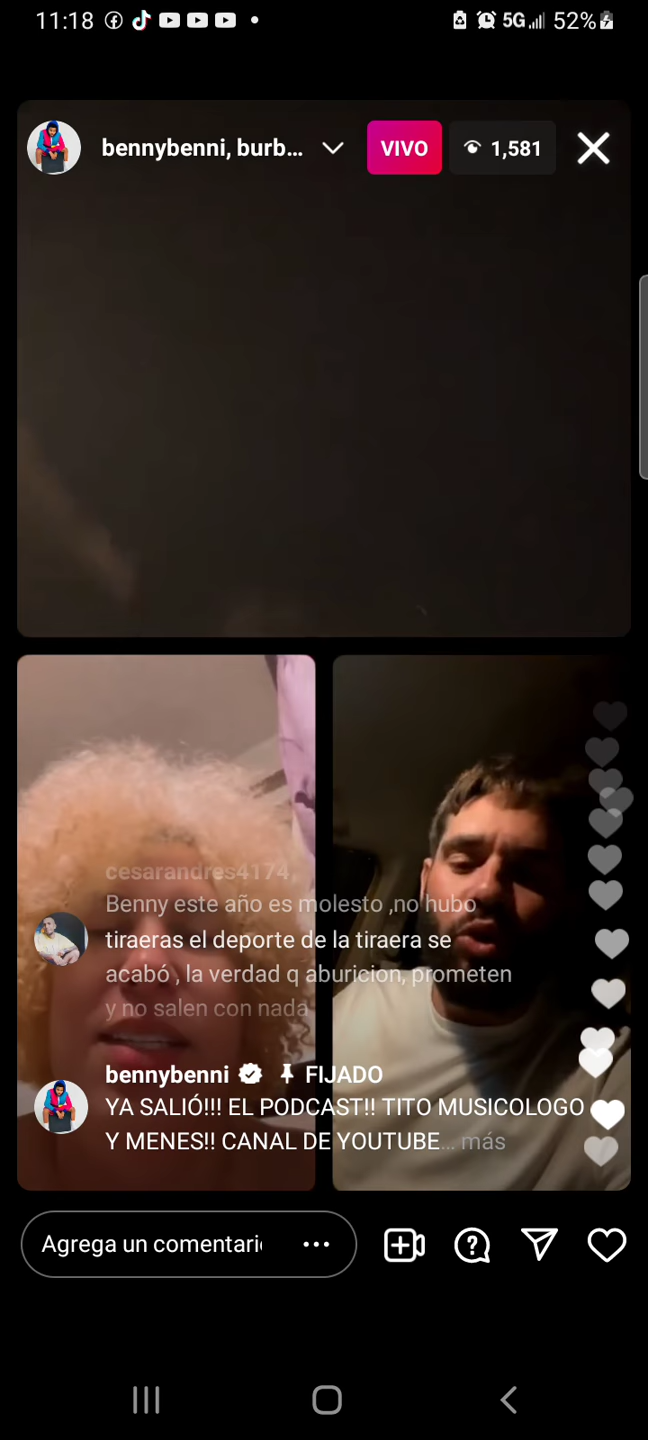 11:18
5G
52%
bennybenni, burb...
VIVO
1,581
cesarandres4174,
Benny este año es molesto ,no hubo
tiraeras el deporte de la tiraera se
acabó , la verdad q aburicion, prometen
y no salen con nada
bennybenni
FIJADO
YA SALIÓ!!! EL PODCAST!! TITO MUSICOLOGO
Y MENES!! CANAL DE YOUTUBE... más
Agrega un comentari